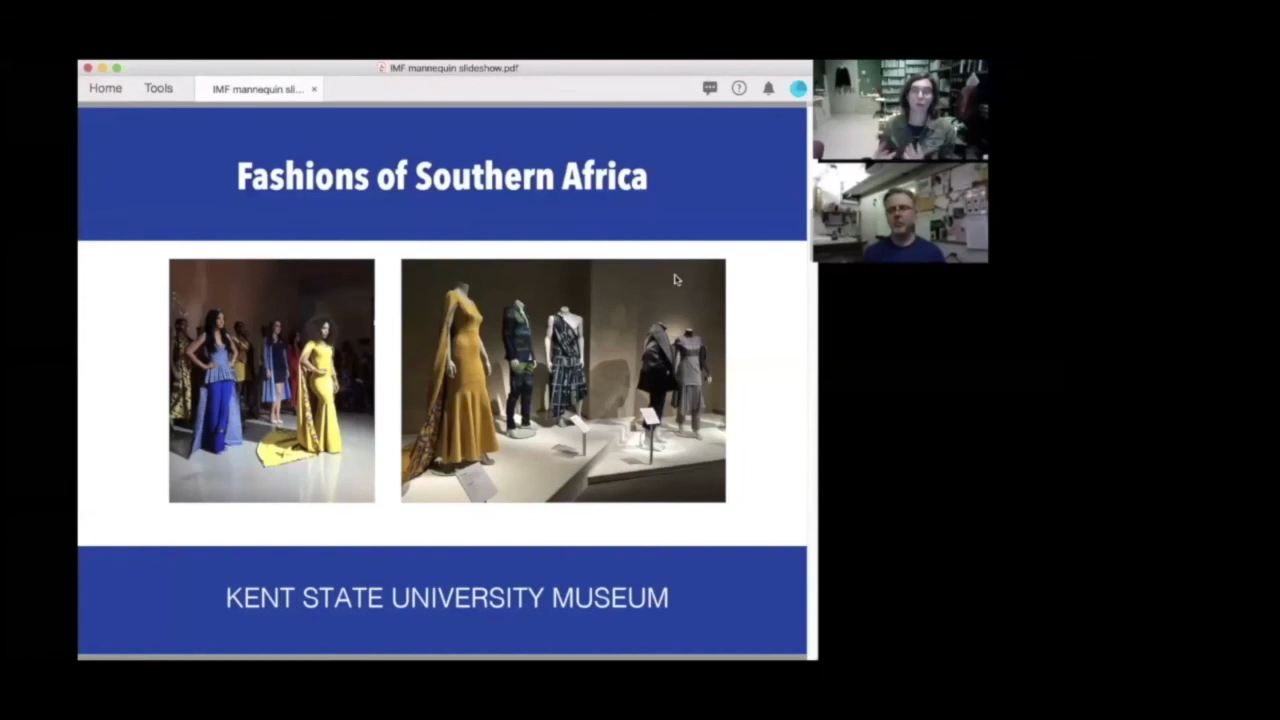 IMF mannequin slideshow.pdf
Home Tools IMF mannequin sli... ×
Fashions of Southern Africa
KENT STATE UNIVERSITY MUSEUM